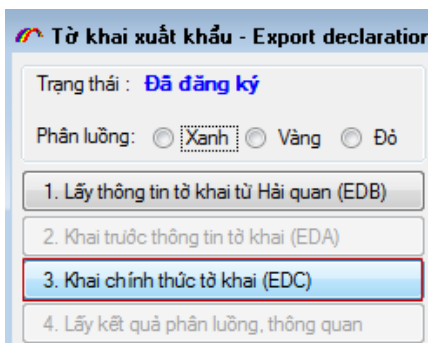 Tờ khai xuất khẩu - Export declaration
Trạng thái : Đã đăng ký
Phân luồng: Xanh Vàng Đỏ
1. Lấy thông tin tờ khai từ Hải quan (EDB)
2. Khai trước thông tin tờ khai (EDA)
3. Khai chính thức tờ khai (EDC)
4. Lấy kết quả phân luồng, thông quan